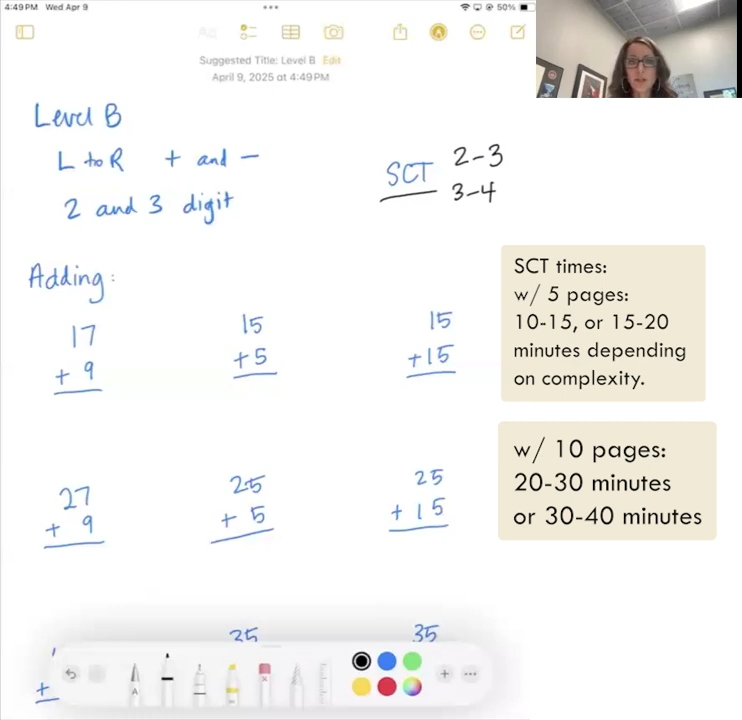 4:49 PM Wed Apr 9
50%
Suggested Title: Level B Edit
April 9, 2025 at 4:49 PM
Level B
L to R + and -
2 and 3 digit
SCT 2-3
3-4
Adding:
17
+ 9
15
+5
15
+15
SCT times:
w/ 5 pages:
10-15, or 15-20
minutes depending
on complexity.
27
+ 9
25
+ 5
25
+ 15
w/ 10 pages:
20-30 minutes
or 30-40 minutes
35
35
+
A